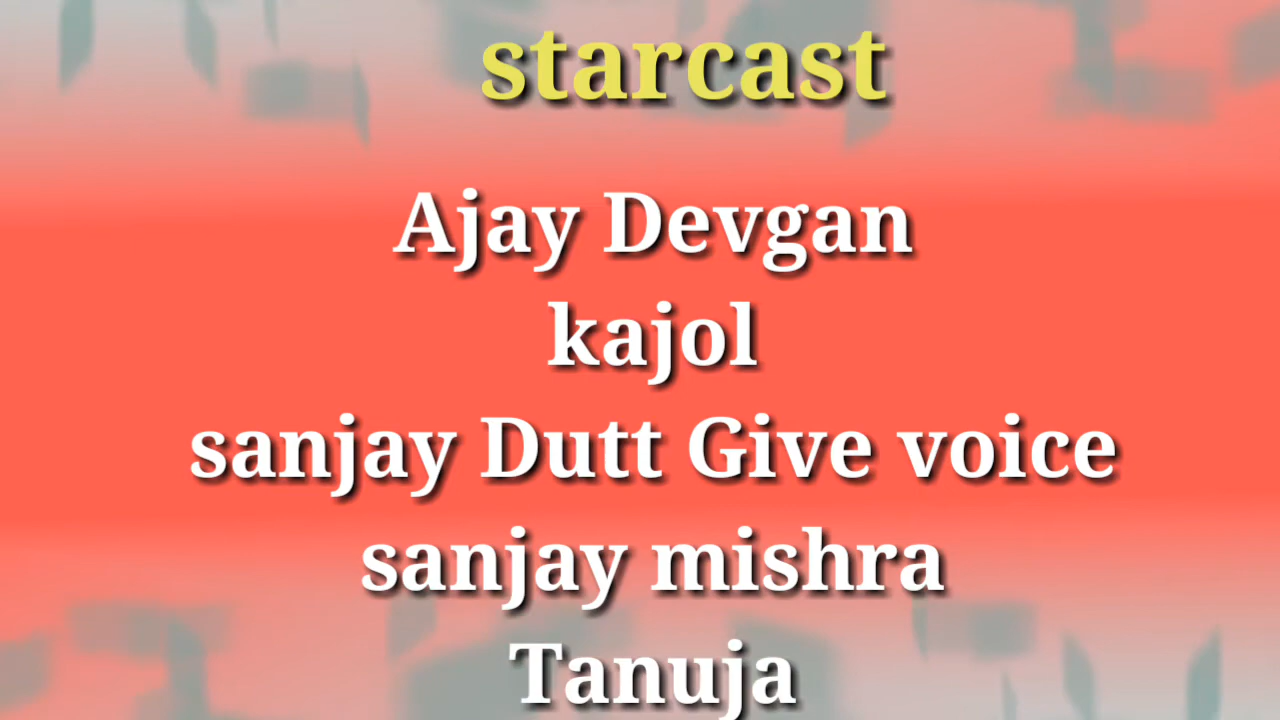 starcast
Ajay Devgan
kajol
sanjay Dutt Give voice
sanjay mishra
Tanuja